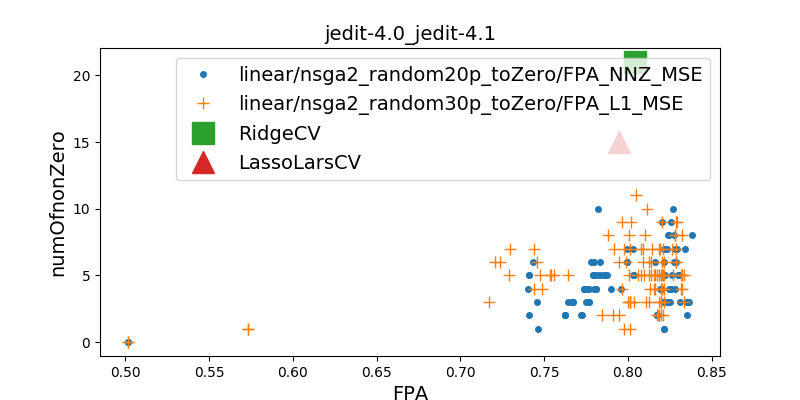 jedit-4.0_jedit-4.1
linear/nsga2_random20p_toZero/FPA_NNZ_MSE
linear/nsga2_random30p_toZero/FPA_L1_MSE
RidgeCV
LassoLarsCV
numOfnonZero
20
15
10
5
0
0.50 0.55 0.60 0.65 0.70 0.75 0.80 0.85
FPA